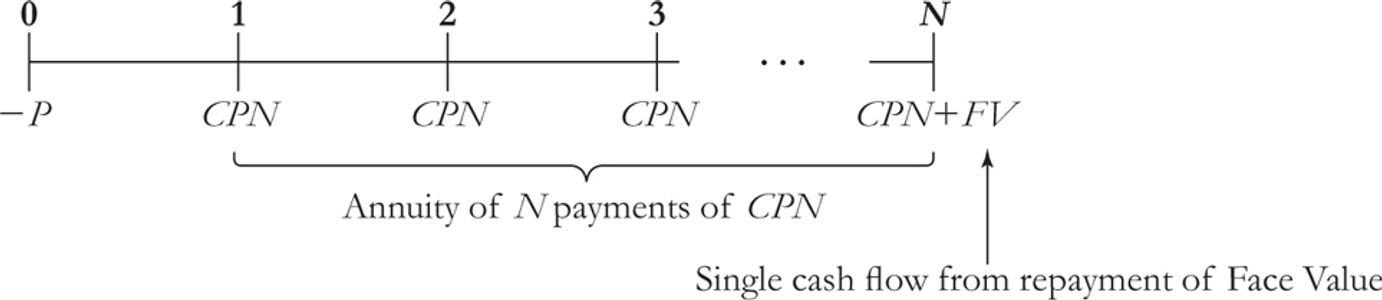 0 1 2 3 N
−P CPN CPN CPN ... CPN+FV
Annuity of N payments of CPN
Single cash flow from repayment of Face Value